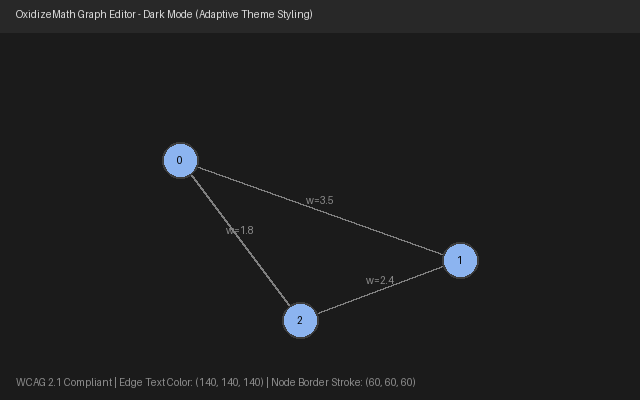 OxidizeMath Graph Editor - Dark Mode (Adaptive Theme Styling)
0
w=3.5
w=1.8
1
w=2.4
2
WCAG 2.1 Compliant | Edge Text Color: (140, 140, 140) | Node Border Stroke: (60, 60, 60)